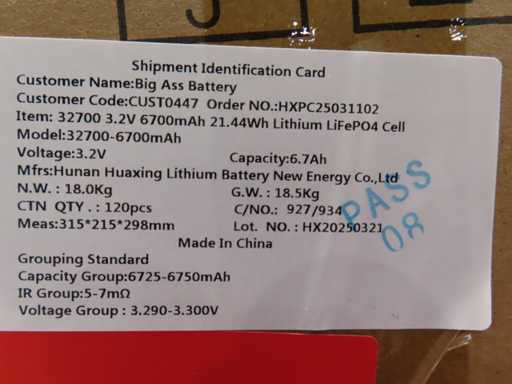 Shipment Identification Card
Customer Name:Big Ass Battery
Customer Code:CUST0447 Order NO.:HXPC25031102
Item: 32700 3.2V 6700mAh 21.44Wh Lithium LiFePO4 Cell
Model:32700-6700mAh
Voltage:3.2V Capacity:6.7Ah
Mfrs:Hunan Huaxing Lithium Battery New Energy Co.,Ltd
N.W. : 18.0Kg G.W. : 18.5Kg
CTN QTY . : 120pcs C/NO.: 927/934
Meas:315*215*298mm Lot. NO. : HX20250321
Made In China
PASS
08
Grouping Standard
Capacity Group:6725-6750mAh
IR Group:5-7mΩ
Voltage Group : 3.290-3.300V